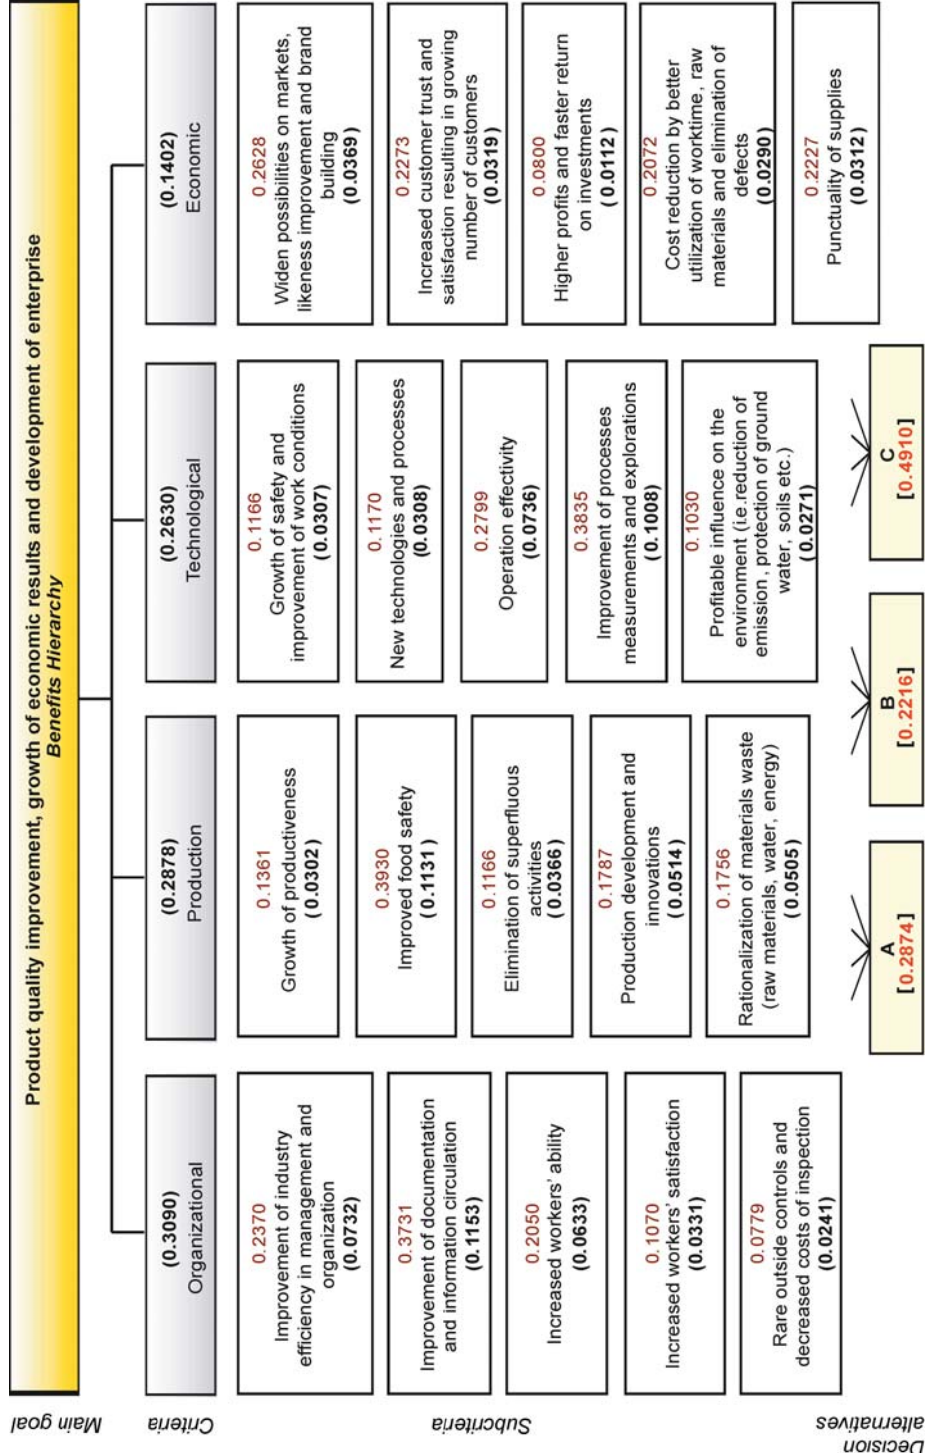 Main goal
Product quality improvement, growth of economic results and development of enterprise
Benefits Hierarchy
Criteria
(0.3090)
Organizational
(0.2878)
Production
(0.2630)
Technological
(0.1402)
Economic
Subcriteria
0.2370
Improvement of industry
efficiency in management and
organization
(0.0732)
0.3731
Improvement of documentation
and information circulation
(0.1153)
0.2050
Increased workers' ability
(0.0633)
0.1070
Increased workers' satisfaction
(0.0331)
0.0779
Rare outside controls and
decreased costs of inspection
(0.0241)
0.1361
Growth of productiveness
(0.0302)
0.3930
Improved food safety
(0.1131)
0.1166
Elimination of superfluous
activities
(0.0366)
0.1787
Production development and
innovations
(0.0514)
0.1756
Rationalization of materials waste
(raw materials, water, energy)
(0.0505)
0.1166
Growth of safety and
improvement of work conditions
(0.0307)
0.1170
New technologies and processes
(0.0308)
0.2799
Operation effectivity
(0.0736)
0.3835
Improvement of processes
measurements and explorations
(0.1008)
0.1030
Profitable influence on the
environment (i.e.reduction of
emission, protection of ground
water, soils etc.)
(0.0271)
0.2628
Widen possibilities on markets,
likeness improvement and brand
building
(0.0369)
0.2273
Increased customer trust and
satisfaction resulting in growing
number of customers
(0.0319)
0.0800
Higher profits and faster return
on investments
(0.0112)
0.2072
Cost reduction by better
utilization of worktime, raw
materials and elimination of
defects
(0.0290)
0.2227
Punctuality of supplies
(0.0312)
Decision
alternatives
A
[0.2874]
B
[0.2216]
C
[0.4910]